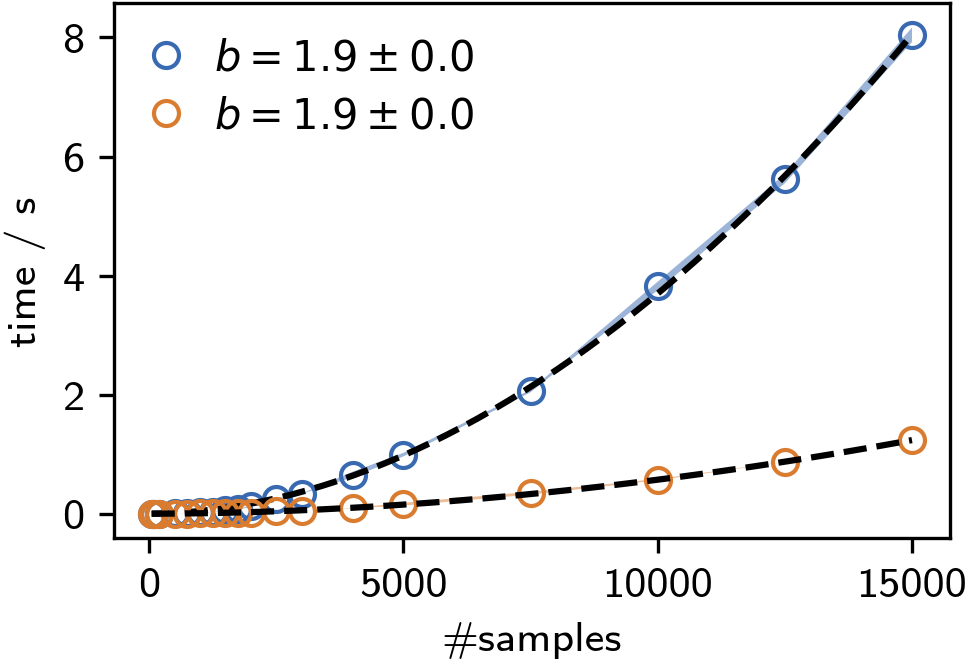 b = 1.9 ± 0.0
b = 1.9 ± 0.0
8
6
4
2
0
time / s
0 5000 10000 15000
#samples